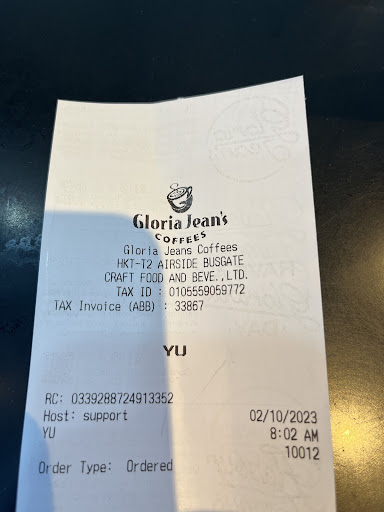 Gloria Jean's
COFFEES
Gloria Jeans Coffees
HKT-T2 AIRSIDE BUSGATE
CRAFT FOOD AND BEVE.,LTD.
TAX ID : 0105559059772
TAX Invoice (ABB) : 33867
YU
RC: 0339288724913352
Host: support 02/10/2023
YU 8:02 AM
10012
Order Type: Ordered